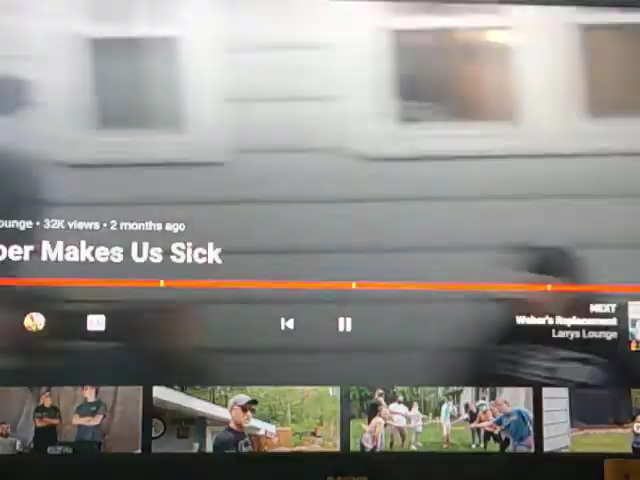 ounge • 32K views • 2 months ago
per Makes Us Sick
NEXT
Weber's Replacement
Larrys Lounge